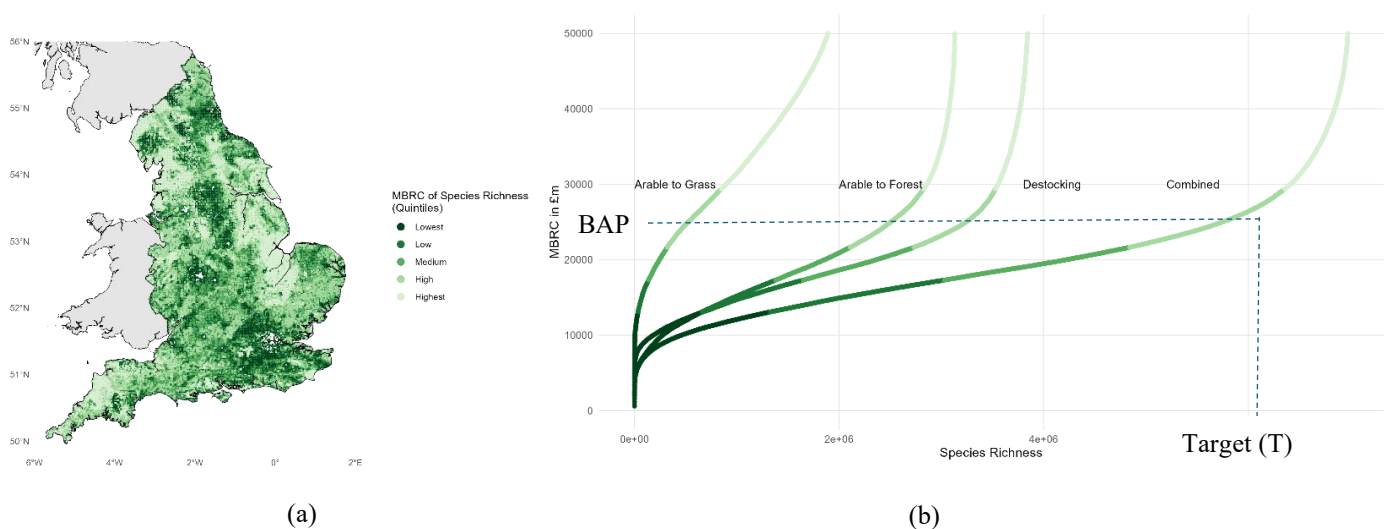 56°N
55°N
54°N
53°N
52°N
51°N
50°N
6°W 4°W 2°W 0° 2°E
MBRC of Species Richness
(Quintiles)
Lowest
Low
Medium
High
Highest
(a)
MBRC in £m
50000
40000
30000
20000
10000
0
Arable to Grass Arable to Forest Destocking Combined
BAP
0e+00 2e+06 4e+06
Target (T)
Species Richness
(b)